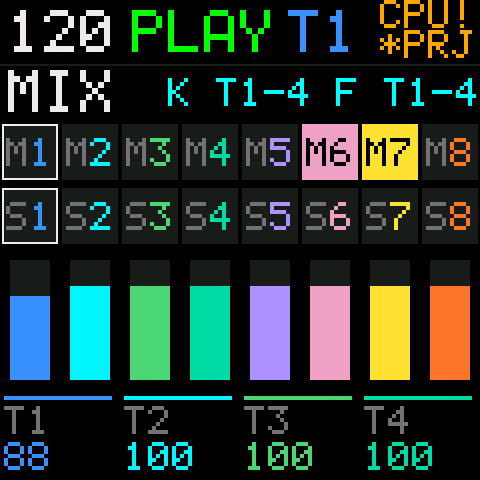 120 PLAY T1 CPU!
*PRJ
MIX K T1-4 F T1-4
M1 M2 M3 M4 M5 M6 M7 M8
S1 S2 S3 S4 S5 S6 S7 S8
T1 T2 T3 T4
88 100 100 100